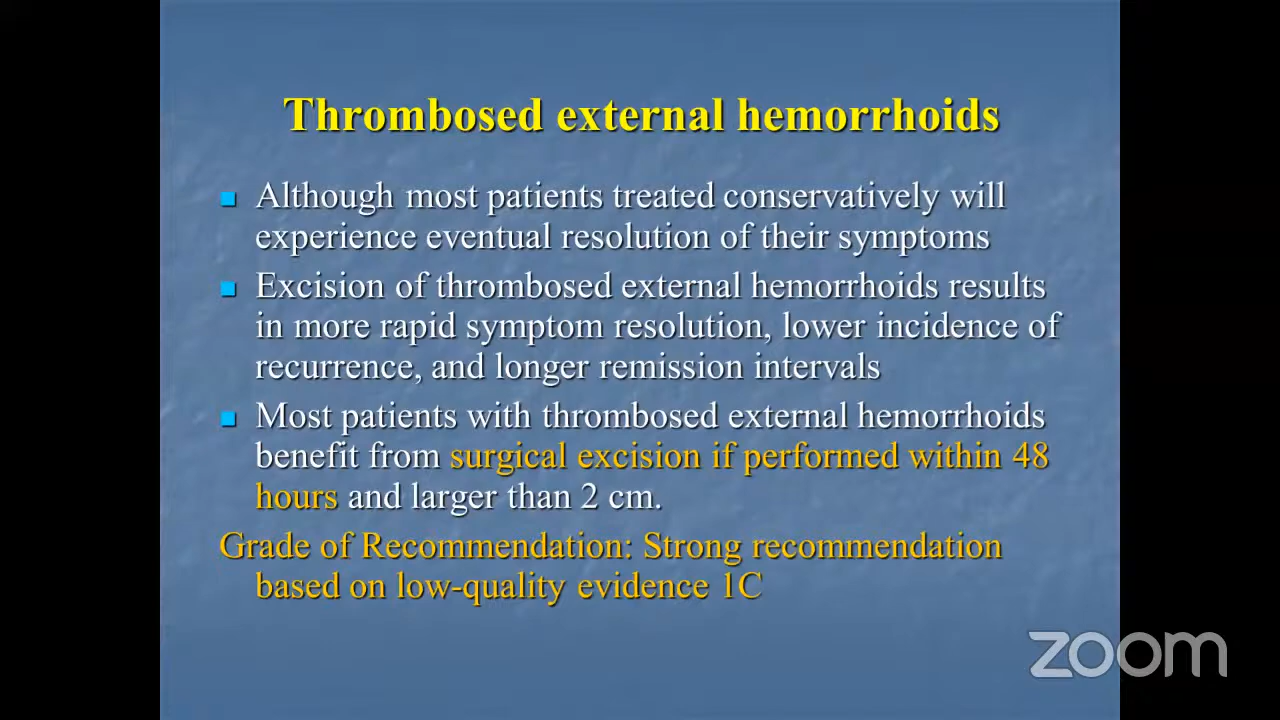 Thrombosed external hemorrhoids
Although most patients treated conservatively will
experience eventual resolution of their symptoms
Excision of thrombosed external hemorrhoids results
in more rapid symptom resolution, lower incidence of
recurrence, and longer remission intervals
Most patients with thrombosed external hemorrhoids
benefit from surgical excision if performed within 48
hours and larger than 2 cm.
Grade of Recommendation: Strong recommendation
based on low-quality evidence 1C
zoom